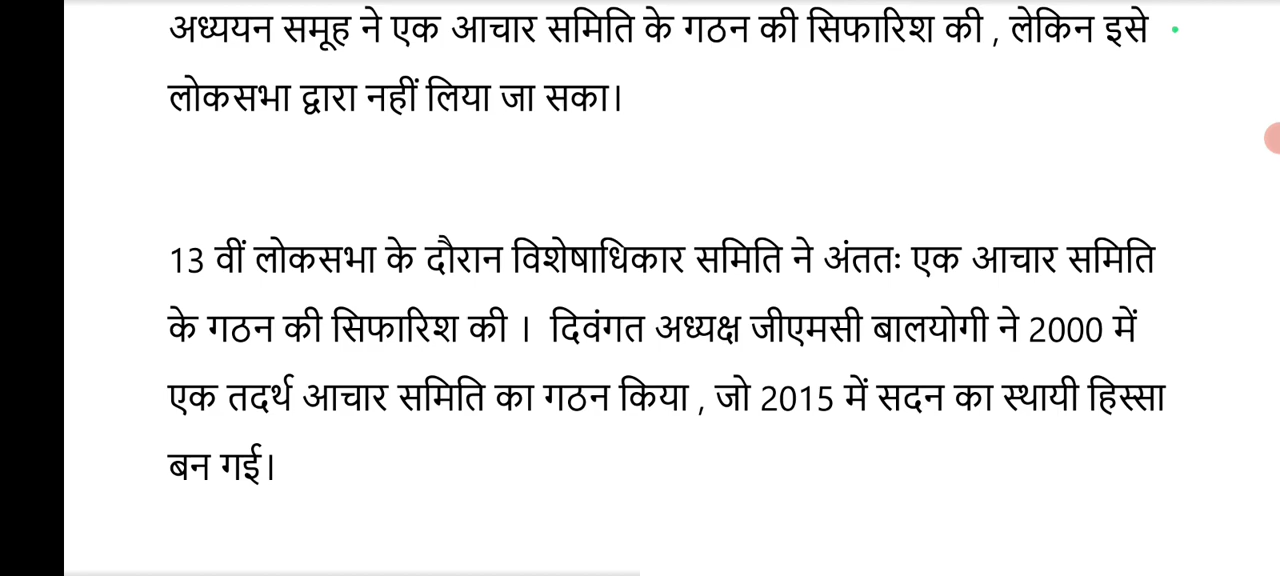 अध्ययन समूह ने एक आचार समिति के गठन की सिफारिश की , लेकिन इसे
लोकसभा द्वारा नहीं लिया जा सका।
13 वीं लोकसभा के दौरान विशेषाधिकार समिति ने अंततः एक आचार समिति
के गठन की सिफारिश की । दिवंगत अध्यक्ष जीएमसी बालयोगी ने 2000 में
एक तदर्थ आचार समिति का गठन किया , जो 2015 में सदन का स्थायी हिस्सा
बन गई।